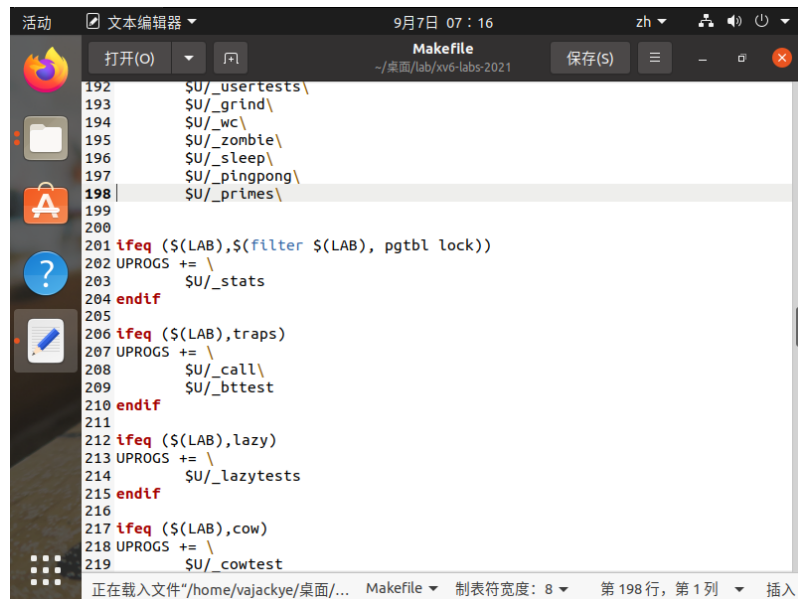 活动 文本编辑器 9月7日 07：16 zh
打开(O) Makefile 保存(S)
~/桌面/lab/xv6-labs-2021
192 $U/_usertests\
193 $U/_grind\
194 $U/_wc\
195 $U/_zombie\
196 $U/_sleep\
197 $U/_pingpong\
198 $U/_primes\
199
200
201 ifeq ($(LAB),$(filter $(LAB), pgtbl lock))
202 UPROGS += \
203 $U/_stats
204 endif
205
206 ifeq ($(LAB),traps)
207 UPROGS += \
208 $U/_call\
209 $U/_bttest
210 endif
211
212 ifeq ($(LAB),lazy)
213 UPROGS += \
214 $U/_lazytests
215 endif
216
217 ifeq ($(LAB),cow)
218 UPROGS += \
219 $U/_cowtest
正在载入文件“/home/vajackye/桌面/... Makefile 制表符宽度：8 第 198 行，第 1 列 插入